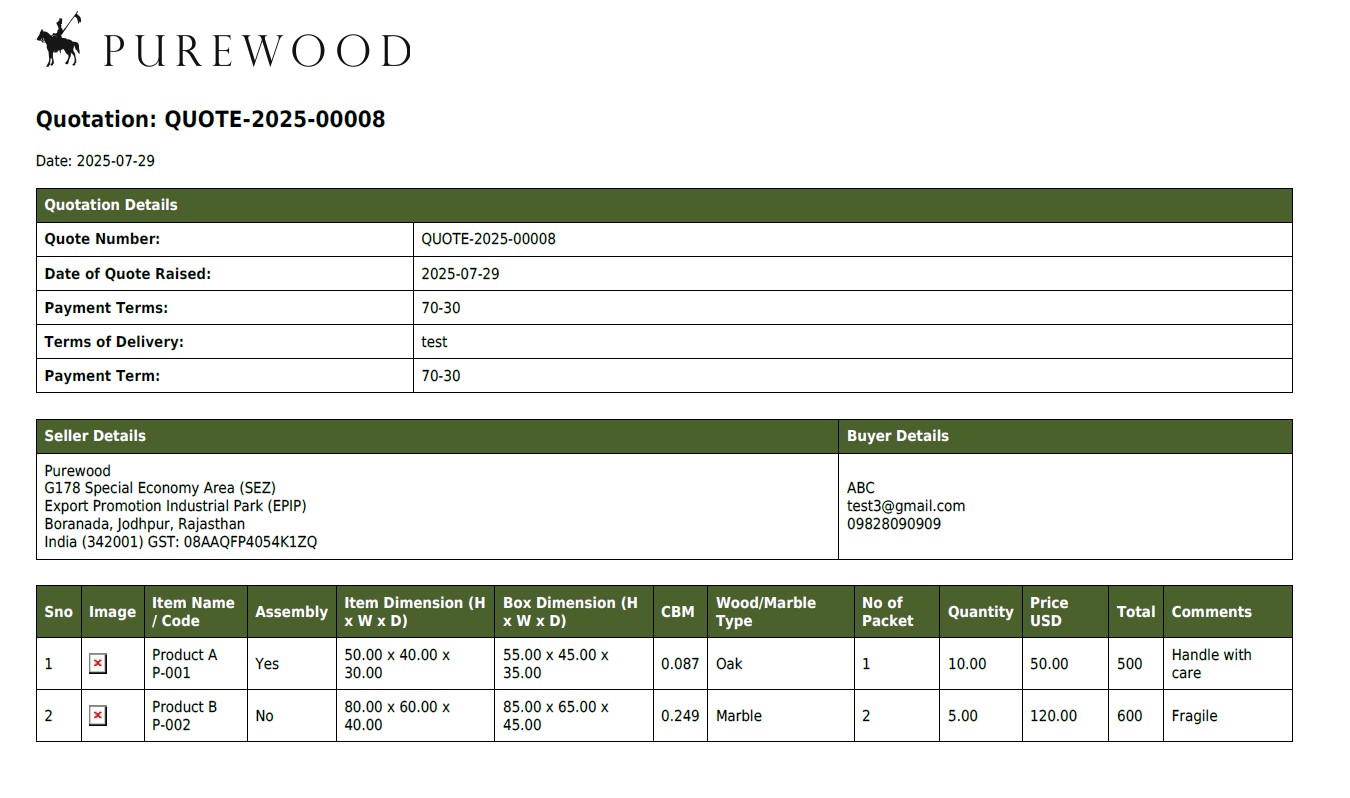 PUREWOOD
Quotation: QUOTE-2025-00008
Date: 2025-07-29
Quotation Details
Quote Number: QUOTE-2025-00008
Date of Quote Raised: 2025-07-29
Payment Terms: 70-30
Terms of Delivery: test
Payment Term: 70-30
Seller Details
Purewood
G178 Special Economy Area (SEZ)
Export Promotion Industrial Park (EPIP)
Boranada, Jodhpur, Rajasthan
India (342001) GST: 08AAQFP4054K1ZQ
Buyer Details
ABC
test3@gmail.com
09828090909
Sno Image Item Name / Code Assembly Item Dimension (H x W x D) Box Dimension (H x W x D) CBM Wood/Marble Type No of Packet Quantity Price USD Total Comments
1 Product A P-001 Yes 50.00 x 40.00 x 30.00 55.00 x 45.00 x 35.00 0.087 Oak 1 10.00 50.00 500 Handle with care
2 Product B P-002 No 80.00 x 60.00 x 40.00 85.00 x 65.00 x 45.00 0.249 Marble 2 5.00 120.00 600 Fragile